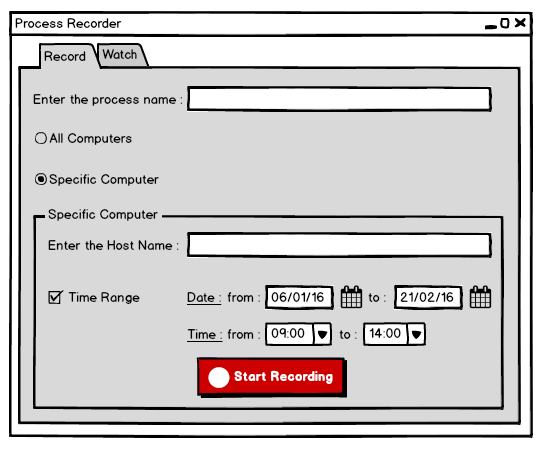 Process Recorder
Record Watch
Enter the process name :
All Computers
Specific Computer
Specific Computer
Enter the Host Name :
Time Range Date : from : 06/01/16 to : 21/02/16
Time : from : 09:00 to : 14:00
Start Recording